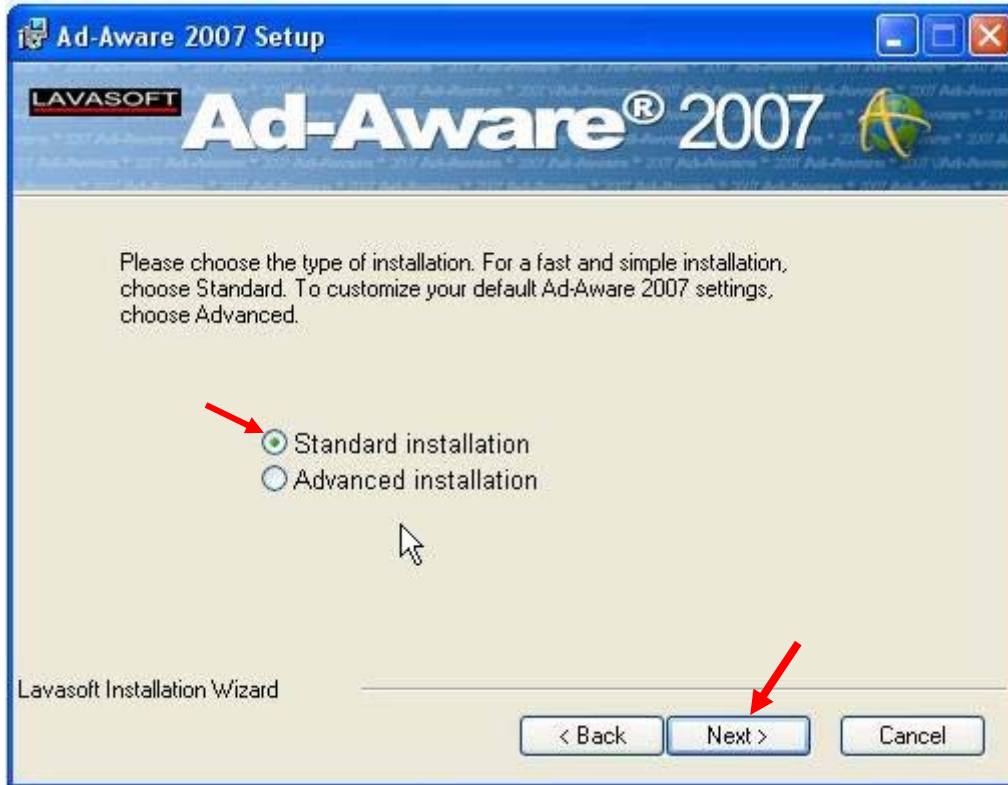 Ad-Aware 2007 Setup
LAVASOFT
Ad-Aware® 2007
Please choose the type of installation. For a fast and simple installation,
choose Standard. To customize your default Ad-Aware 2007 settings,
choose Advanced.
Standard installation
Advanced installation
Lavasoft Installation Wizard
< Back
Next >
Cancel